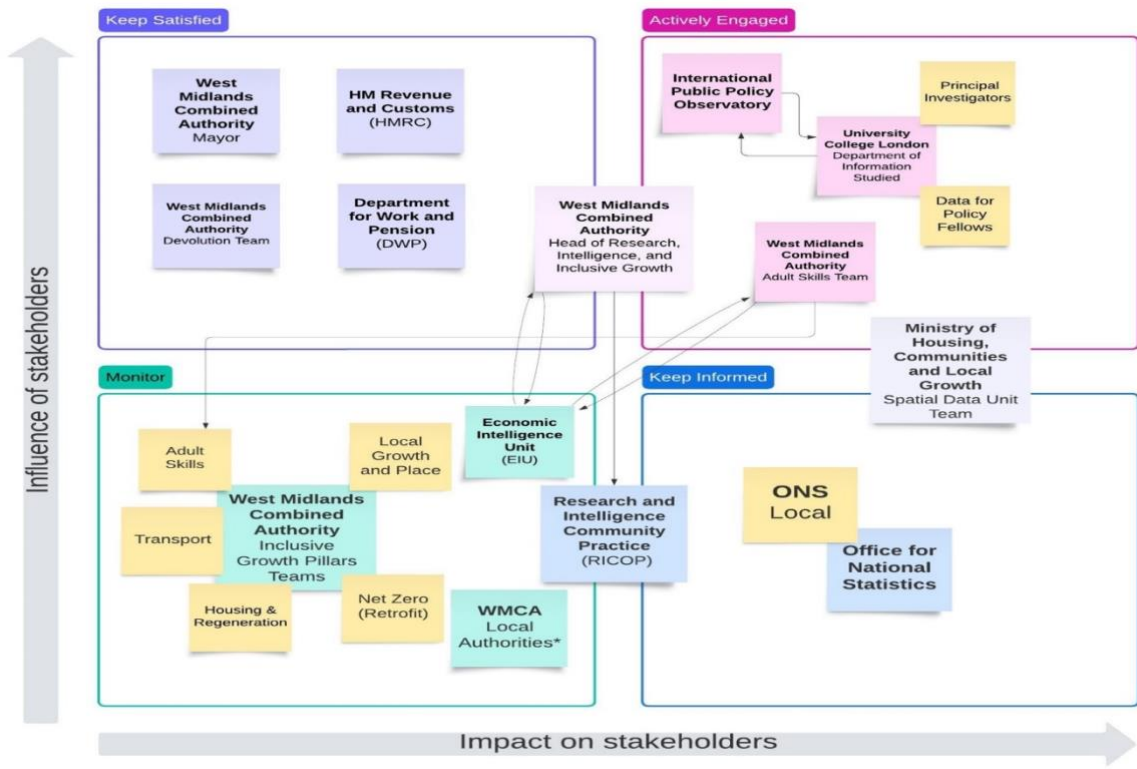 Keep Satisfied
West
Midlands
Combined
Authority
Mayor
HM Revenue
and Customs
(HMRC)
West Midlands
Combined
Authority
Devolution Team
Department
for Work and
Pension
(DWP)
West Midlands
Combined
Authority
Head of Research,
Intelligence, and
Inclusive Growth
Actively Engaged
International
Public Policy
Observatory
Principal
Investigators
University
College London
Department of
Information
Studied
Data for
Policy
Fellows
West Midlands
Combined
Authority
Adult Skills Team
Ministry of
Housing,
Communities
and Local
Growth
Spatial Data Unit
Team
Influence of stakeholders
Monitor
Adult
Skills
Local
Growth
and Place
Economic
Intelligence
Unit
(EIU)
West Midlands
Combined
Authority
Inclusive
Growth Pillars
Teams
Transport
Housing &
Regeneration
Net Zero
(Retrofit)
Research and
Intelligence
Community
Practice
(RICOP)
WMCA
Local
Authorities*
Keep Informed
ONS
Local
Office for
National
Statistics
Impact on stakeholders